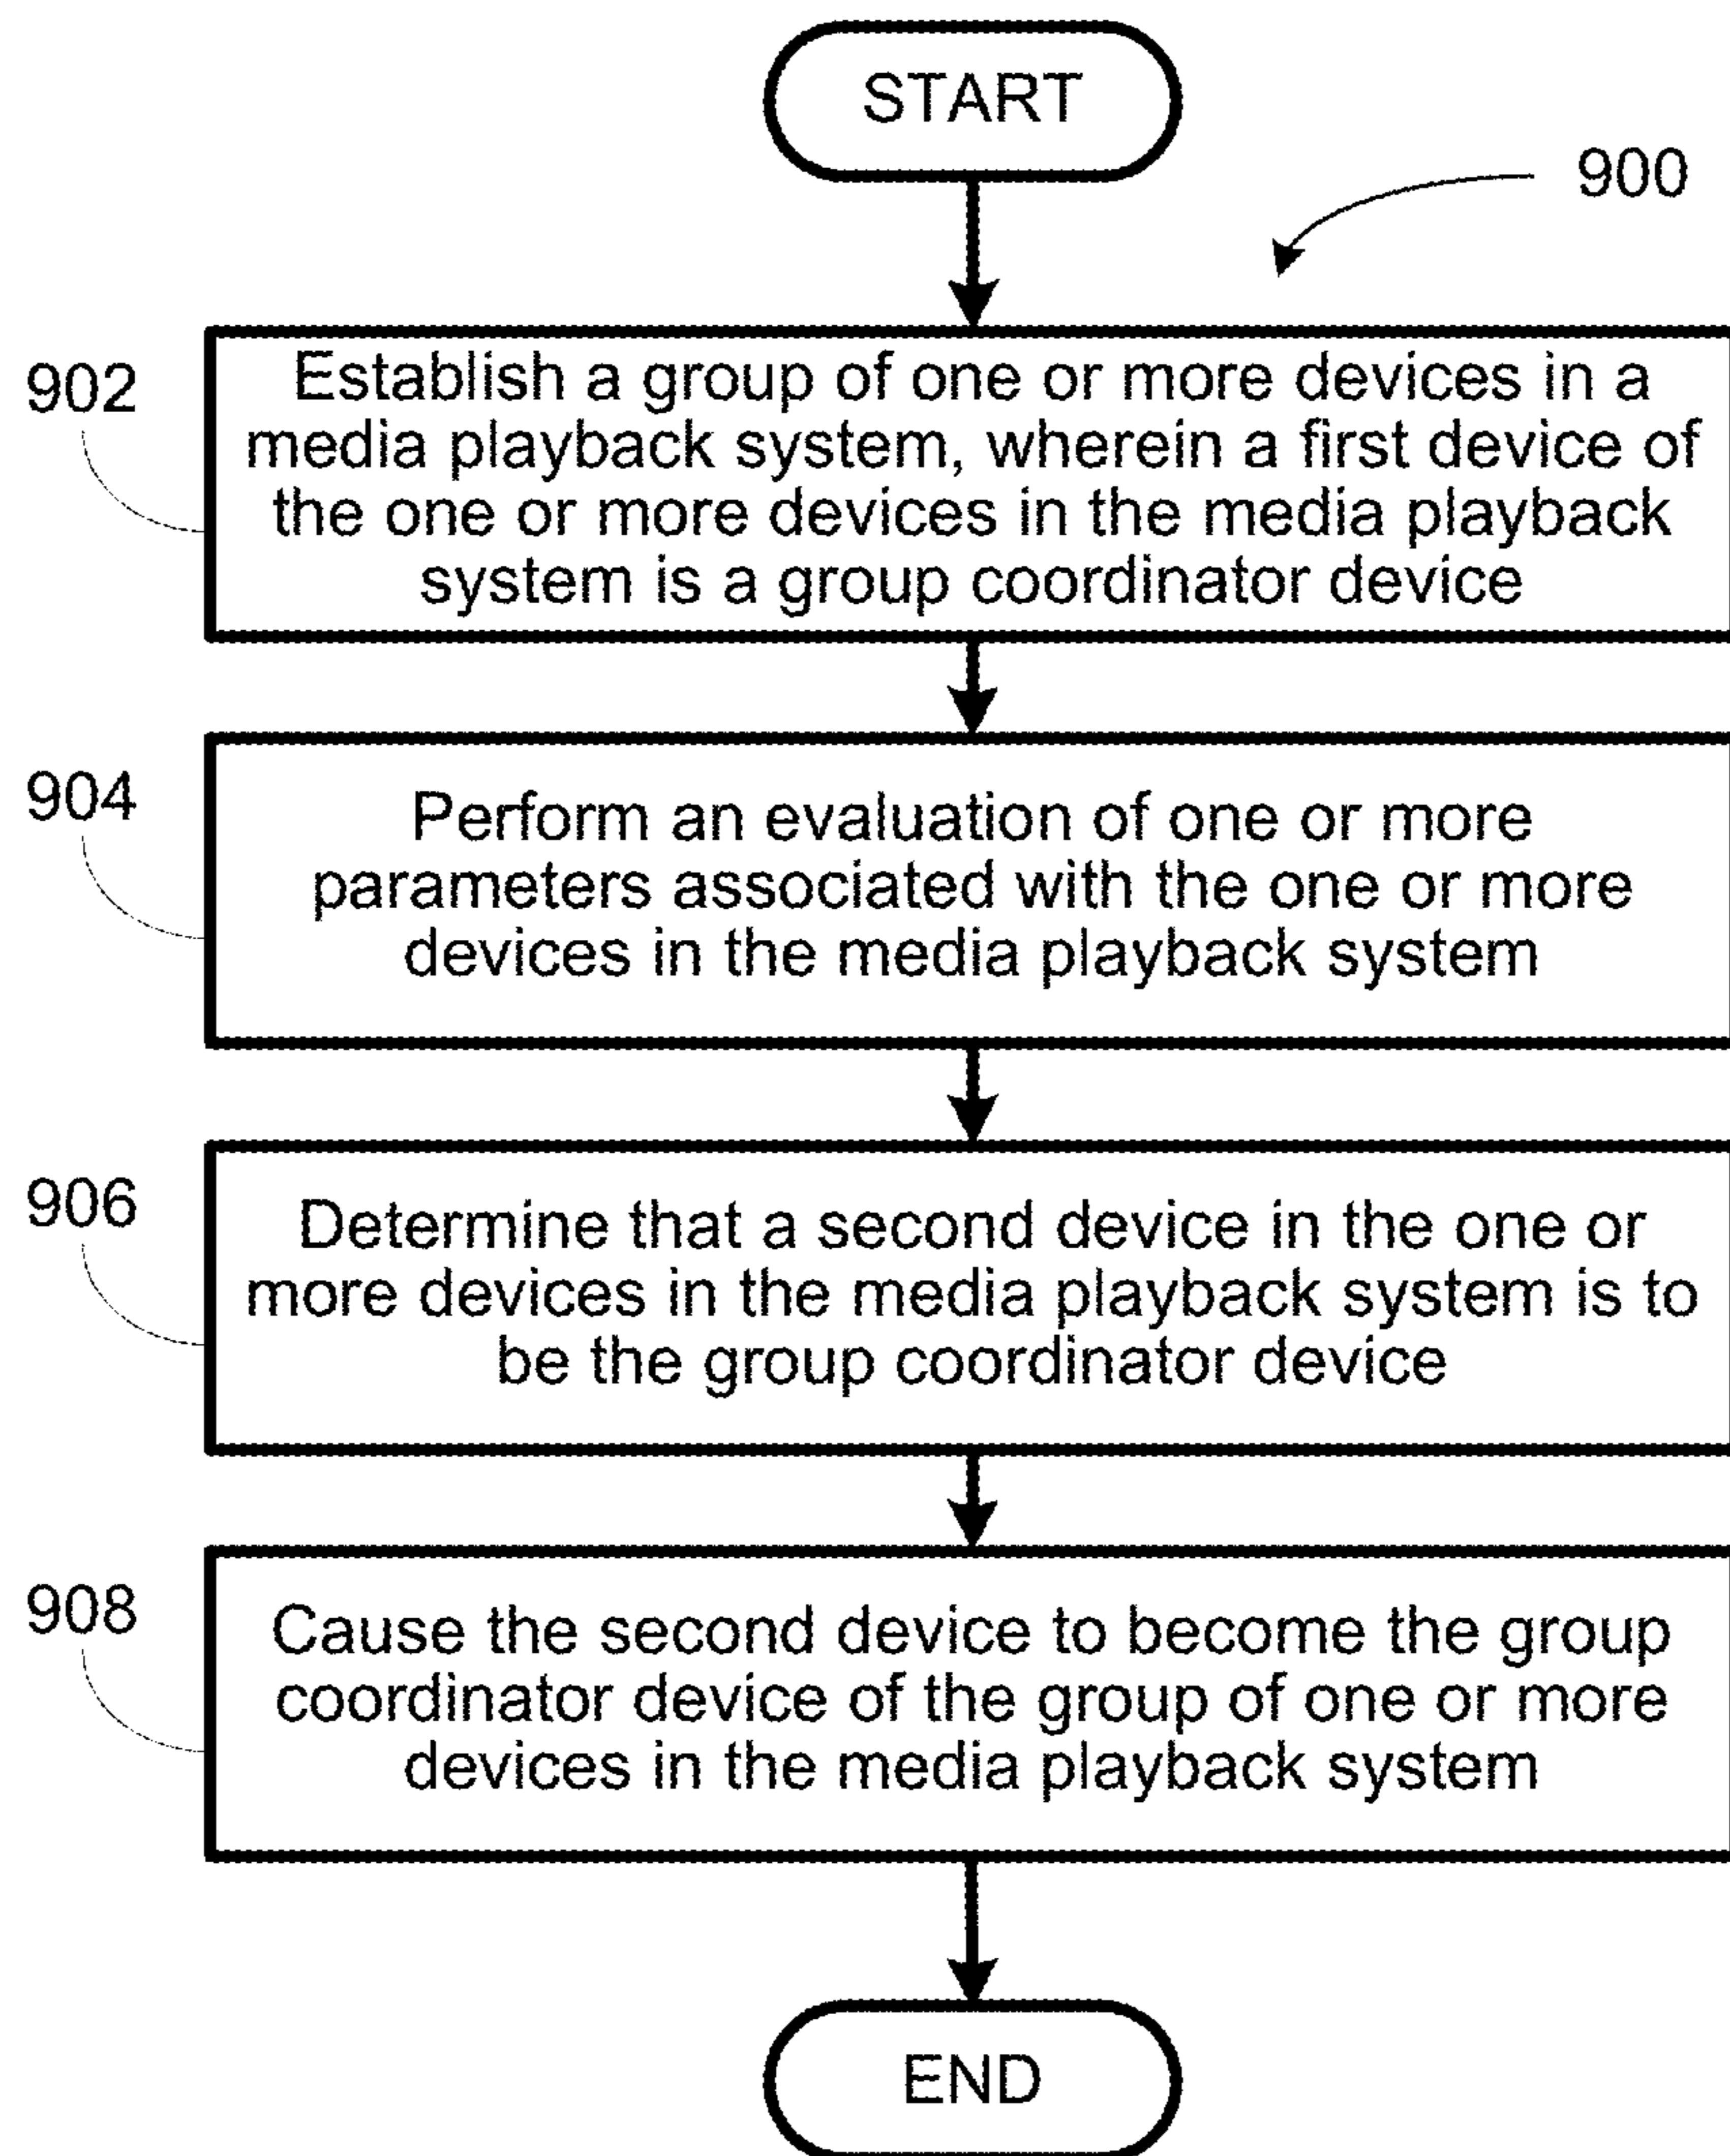 START
900
902
Establish a group of one or more devices in a
media playback system, wherein a first device of
the one or more devices in the media playback
system is a group coordinator device
904
Perform an evaluation of one or more
parameters associated with the one or more
devices in the media playback system
906
Determine that a second device in the one or
more devices in the media playback system is to
be the group coordinator device
908
Cause the second device to become the group
coordinator device of the group of one or more
devices in the media playback system
END